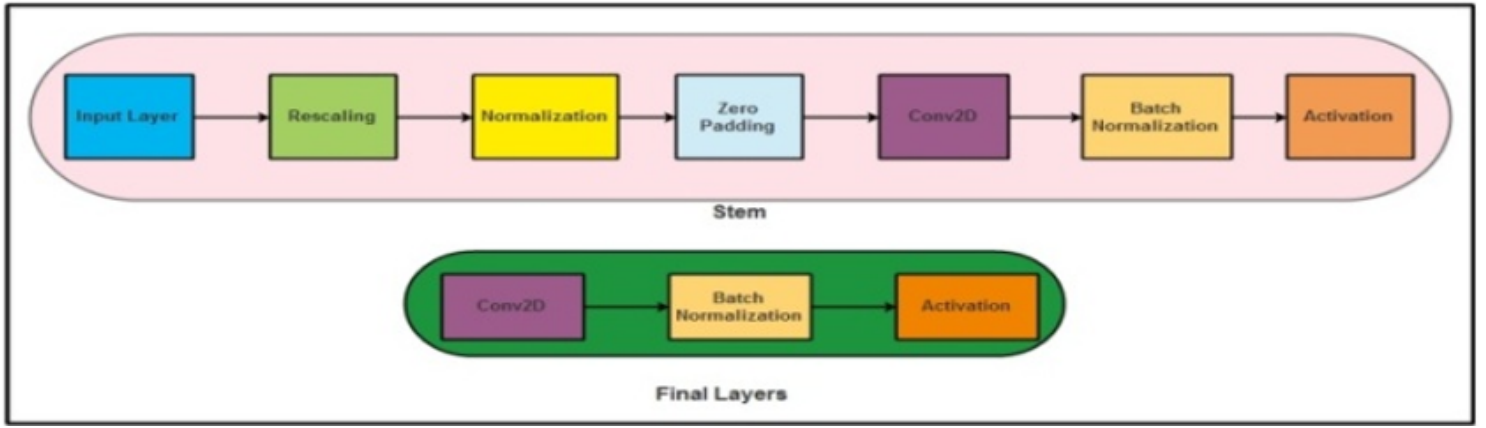 Input Layer
Rescaling
Normalization
Zero
Padding
Conv2D
Batch
Normalization
Activation
Stem
Conv2D
Batch
Normalization
Activation
Final Layers